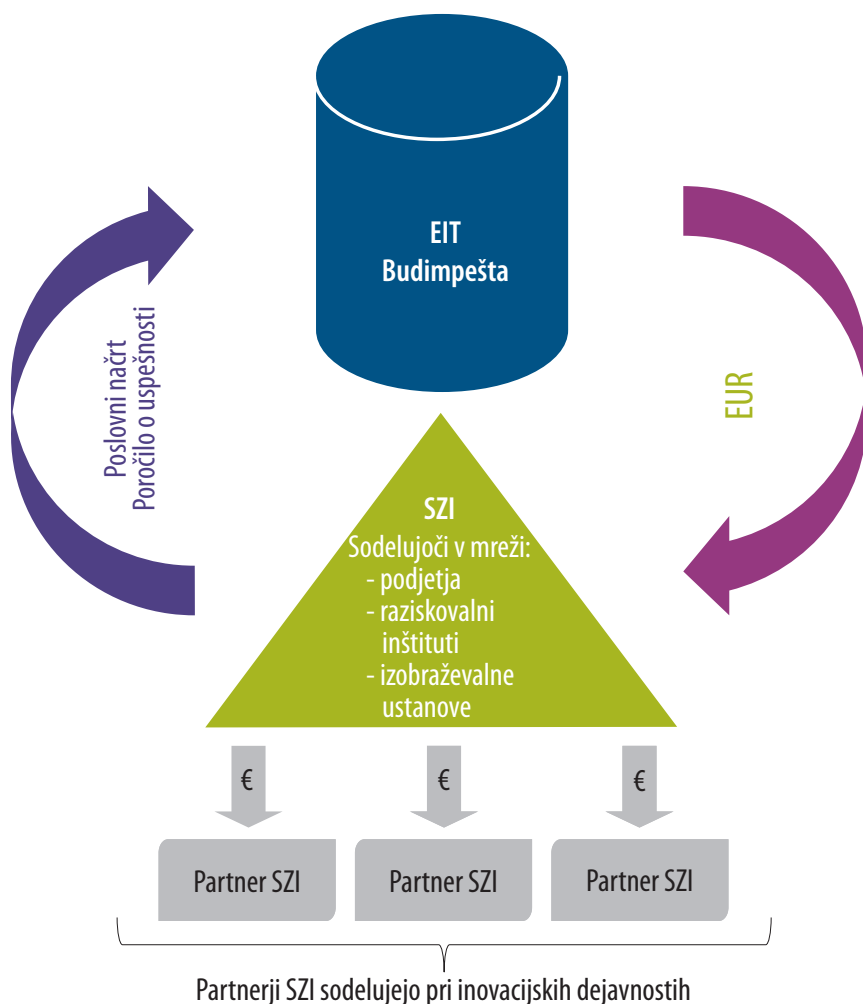 EIT
Budimpešta
Poslovni načrt
Poročilo o uspešnosti
EUR
SZI
Sodelujoči v mreži:
- podjetja
- raziskovalni
inštituti
- izobraževalne
ustanove
€
€
€
Partner SZI
Partner SZI
Partner SZI
Partnerji SZI sodelujejo pri inovacijskih dejavnostih